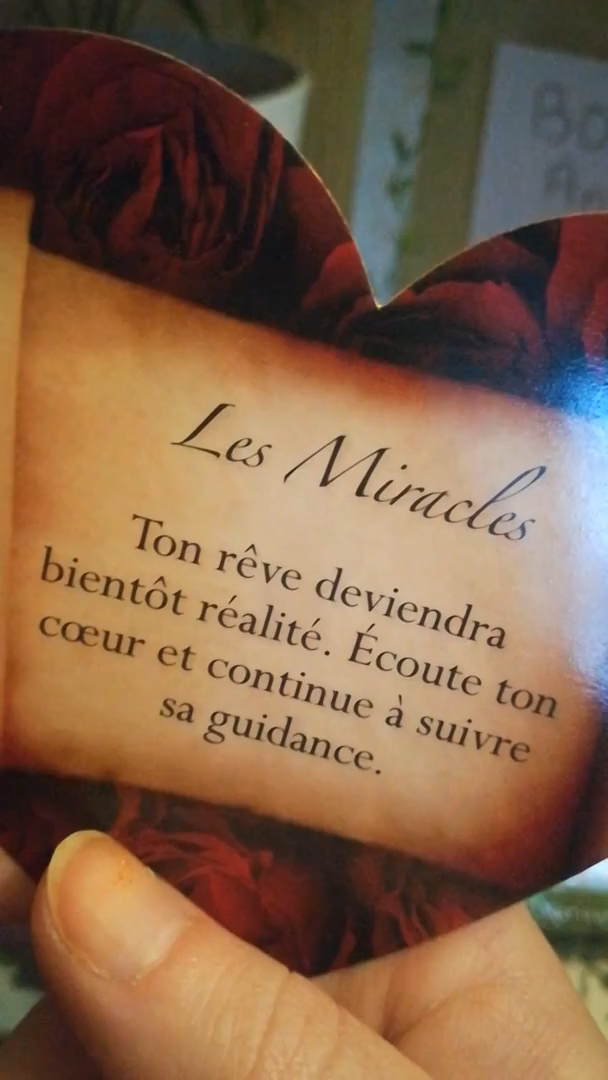 Les Miracles
Ton rêve deviendra
bientôt réalité. Écoute ton
cœur et continue à suivre
sa guidance.